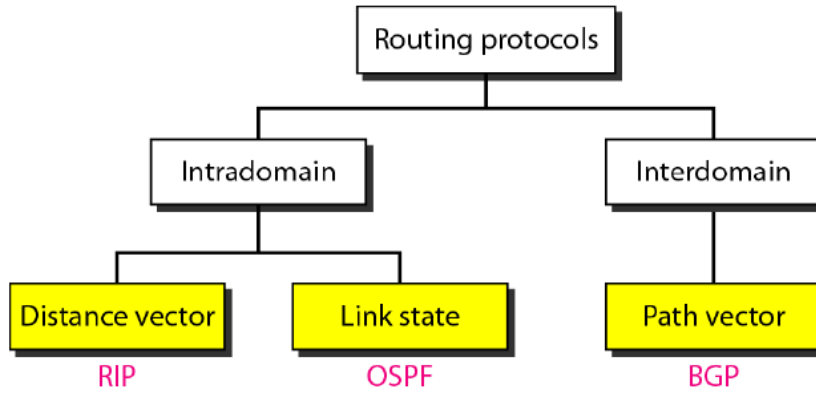 Routing protocols
Intradomain
Interdomain
Distance vector
Link state
Path vector
RIP
OSPF
BGP